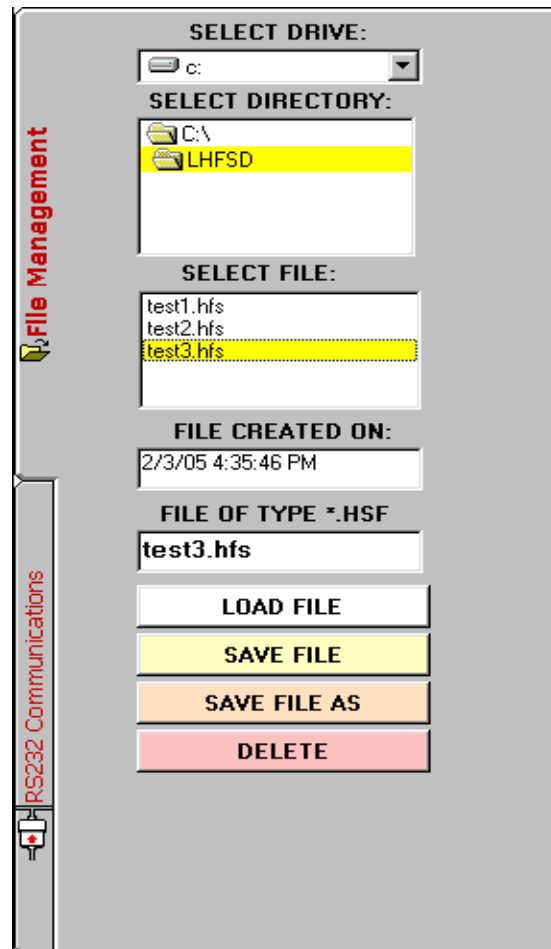 SELECT DRIVE:
c:
SELECT DIRECTORY:
C:\
LHFSD
SELECT FILE:
test1.hfs
test2.hfs
test3.hfs
FILE CREATED ON:
2/3/05 4:35:46 PM
FILE OF TYPE *.HSF
test3.hfs
LOAD FILE
SAVE FILE
SAVE FILE AS
DELETE
File Management
RS232 Communications